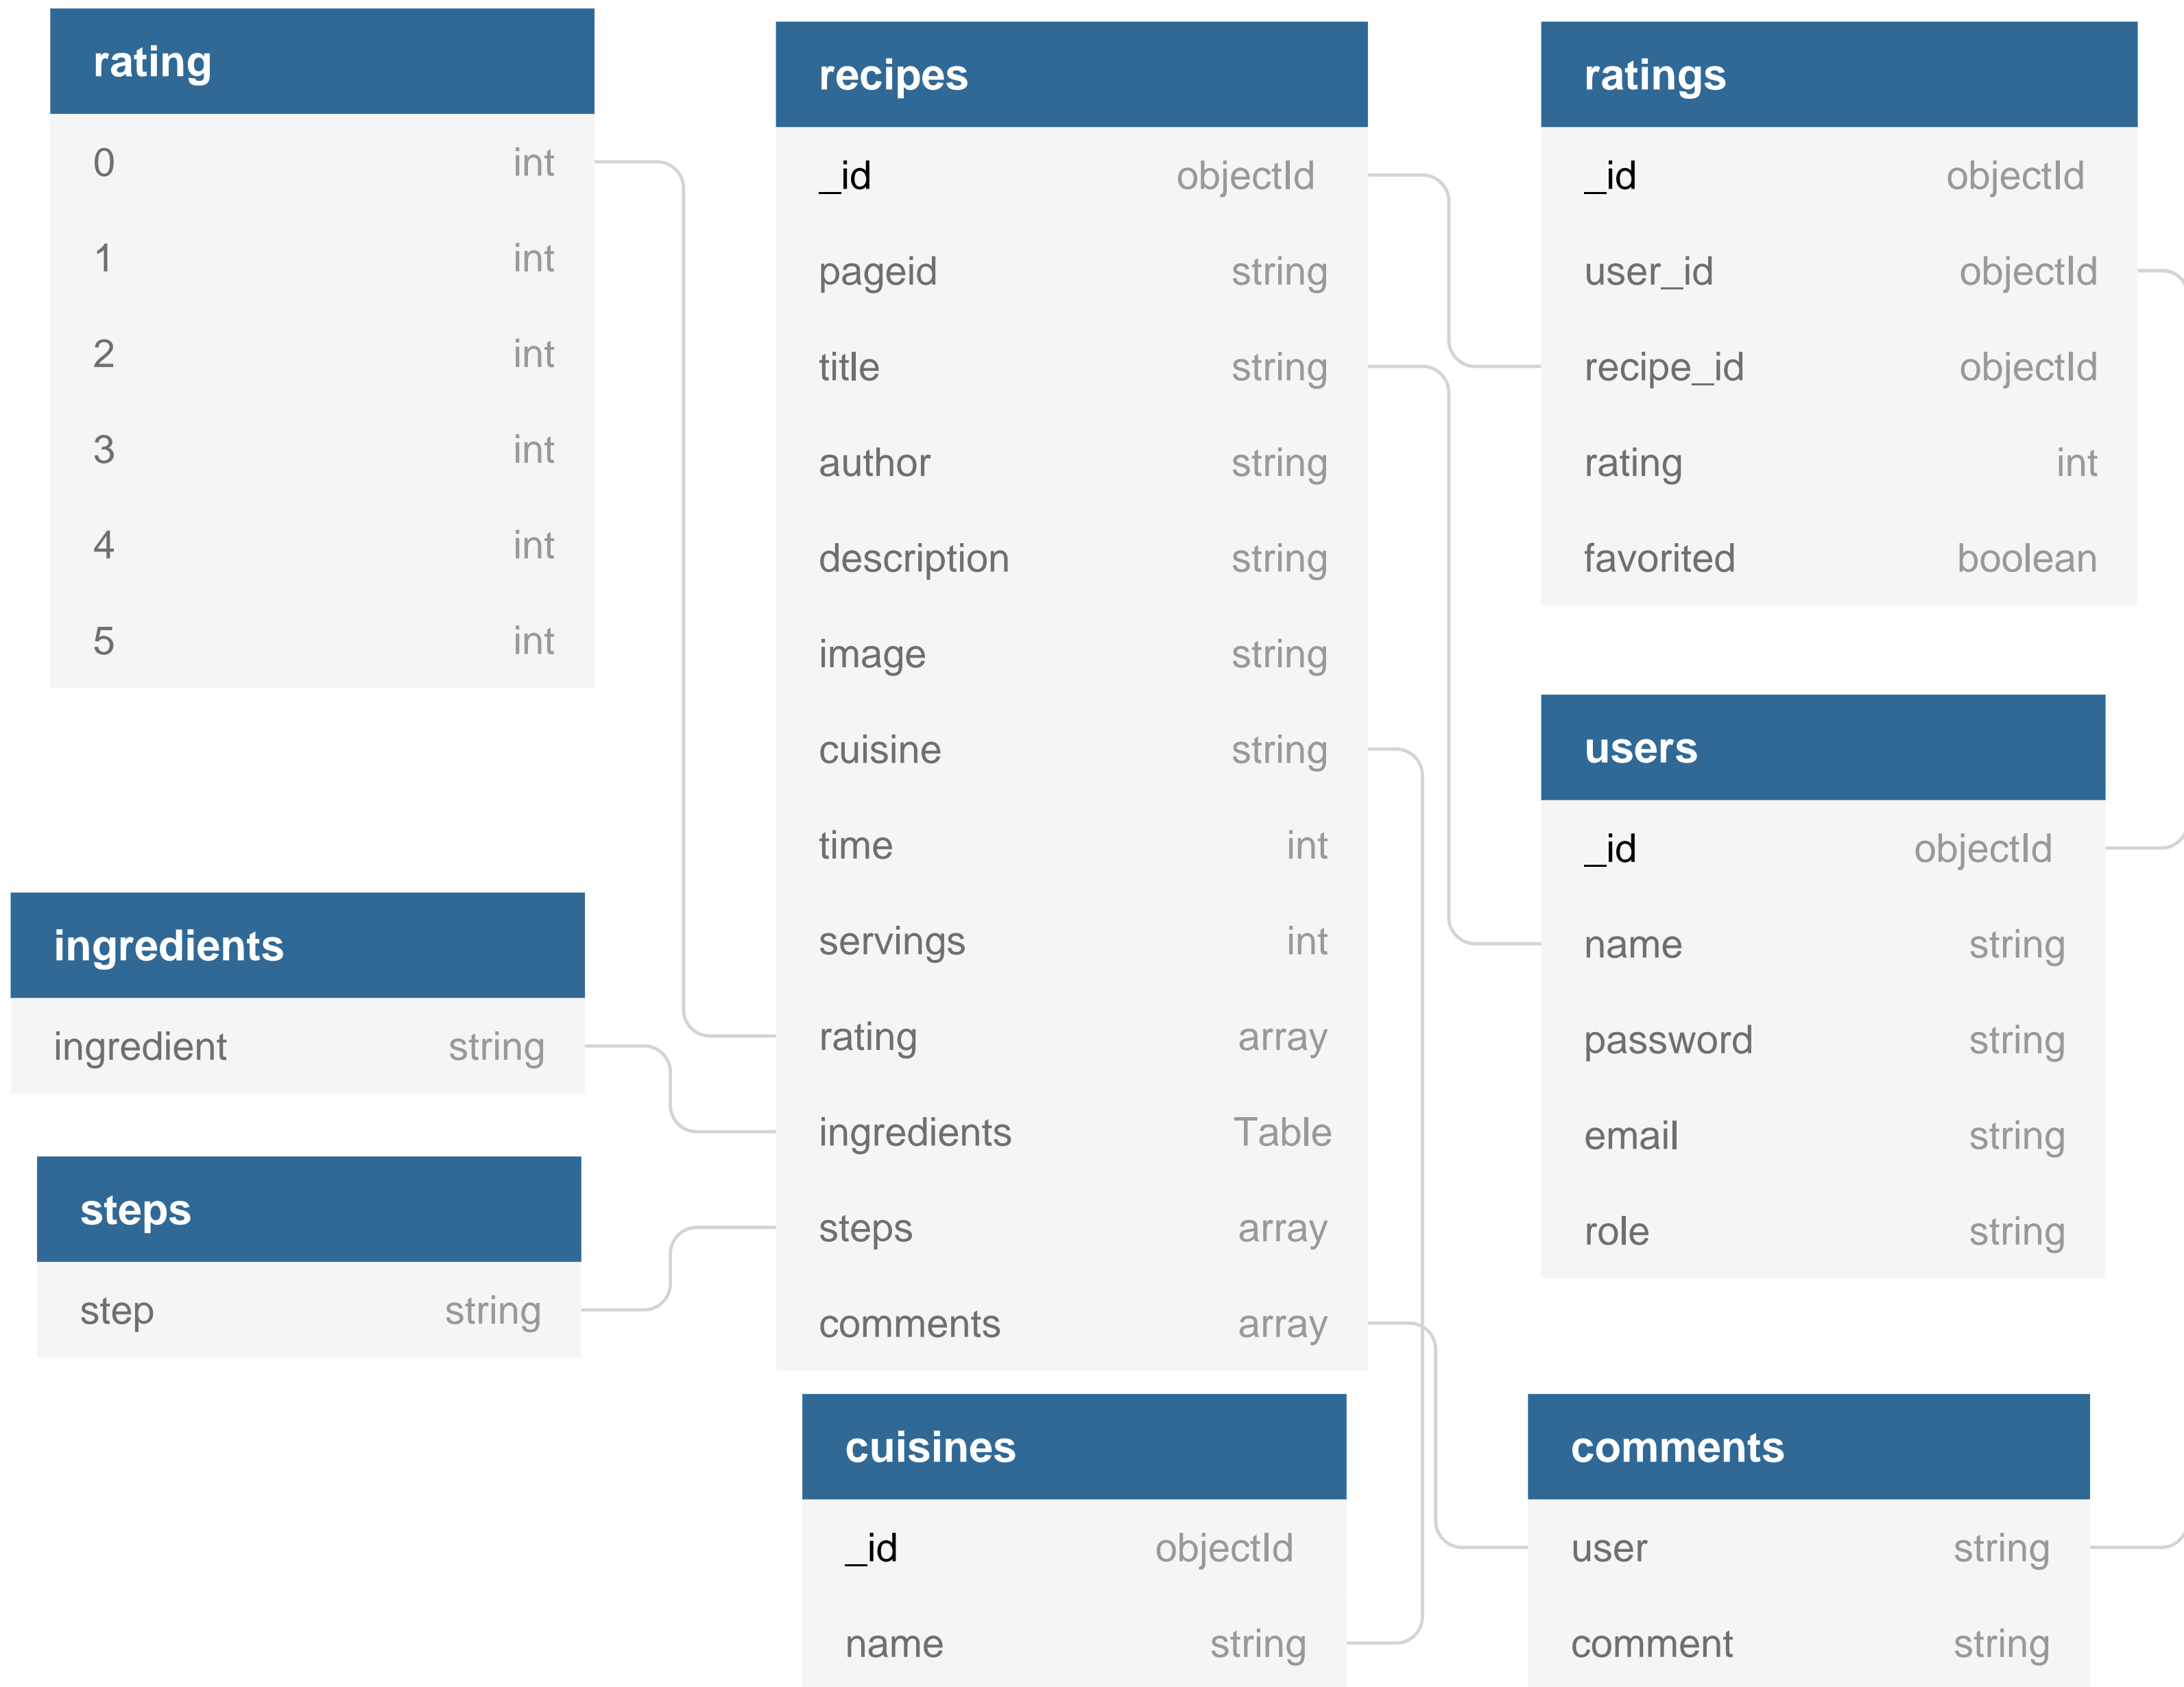 rating
0 int
1 int
2 int
3 int
4 int
5 int
ingredients
ingredient string
steps
step string
recipes
_id objectId
pageid string
title string
author string
description string
image string
cuisine string
time int
servings int
rating array
ingredients Table
steps array
comments array
cuisines
_id objectId
name string
ratings
_id objectId
user_id objectId
recipe_id objectId
rating int
favorited boolean
users
_id objectId
name string
password string
email string
role string
comments
user string
comment string